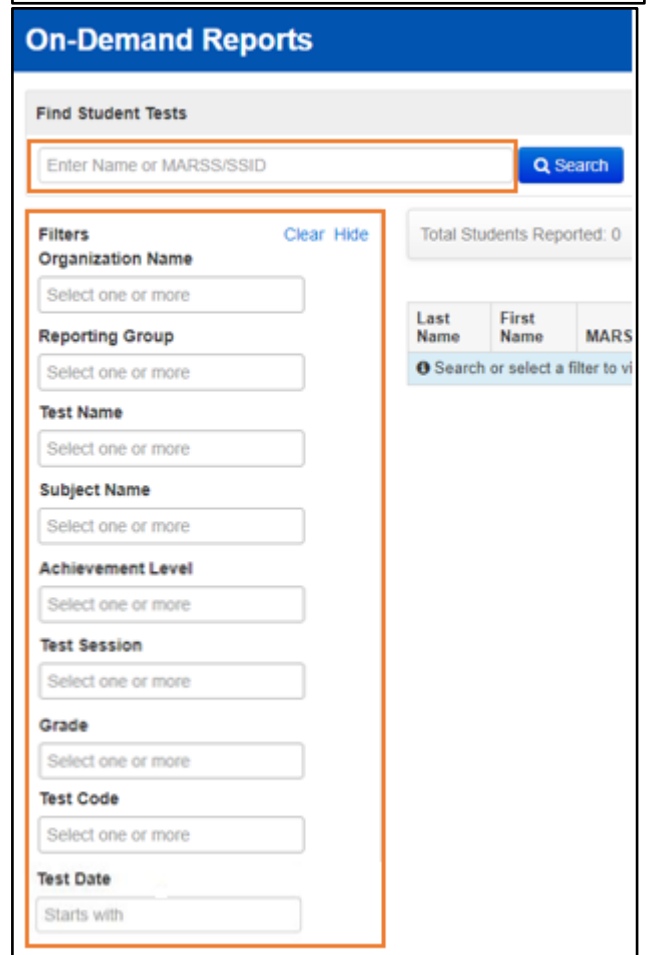 On-Demand Reports
Find Student Tests
Enter Name or MARSS/SSID
Search
Filters Clear Hide
Organization Name
Select one or more
Reporting Group
Select one or more
Test Name
Select one or more
Subject Name
Select one or more
Achievement Level
Select one or more
Test Session
Select one or more
Grade
Select one or more
Test Code
Select one or more
Test Date
Starts with
Total Students Reported: 0
Last Name First Name MARS
Search or select a filter to vi